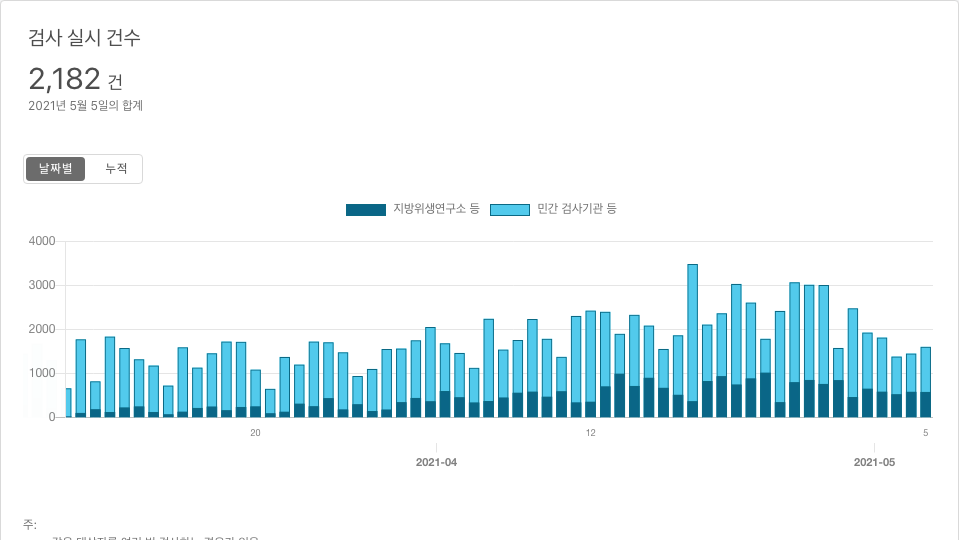 검사 실시 건수
2,182 건
2021년 5월 5일의 합계
날짜별 누적
지방위생연구소 등 민간 검사기관 등
4000
3000
2000
1000
0
20 12 5
2021-04 2021-05
주: